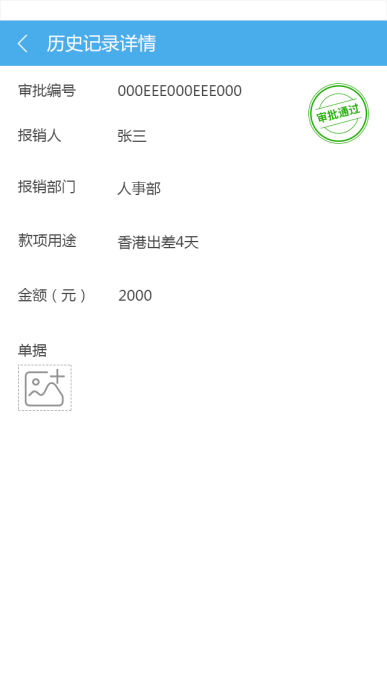 历史记录详情
审批编号 000EEE000EEE000
审批通过
报销人 张三
报销部门 人事部
款项用途 香港出差4天
金额（元） 2000
单据